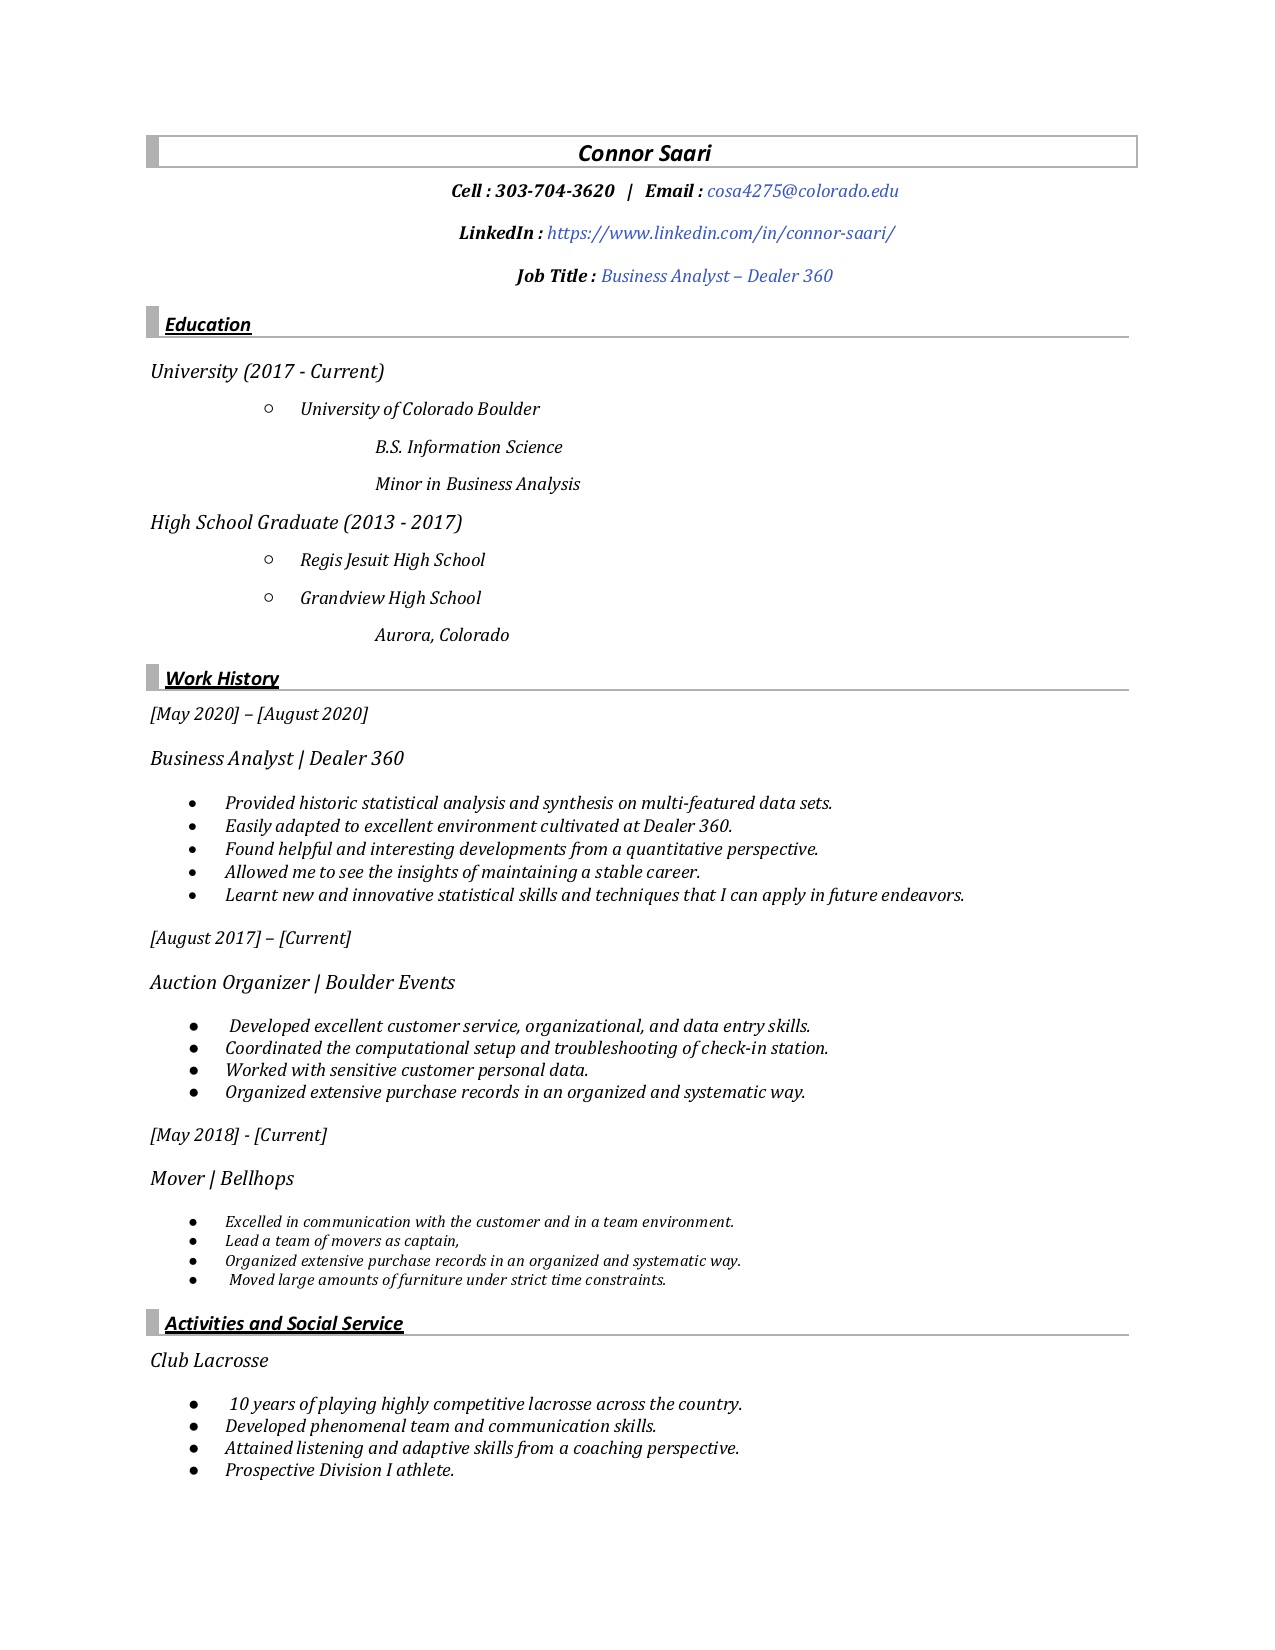 Connor Saari
Cell : 303-704-3620 | Email : cosa4275@colorado.edu
LinkedIn : https://www.linkedin.com/in/connor-saari/
Job Title : Business Analyst – Dealer 360
Education
University (2017 - Current)
○ University of Colorado Boulder
B.S. Information Science
Minor in Business Analysis
High School Graduate (2013 - 2017)
○ Regis Jesuit High School
○ Grandview High School
Aurora, Colorado
Work History
[May 2020] – [August 2020]
Business Analyst | Dealer 360
• Provided historic statistical analysis and synthesis on multi-featured data sets.
• Easily adapted to excellent environment cultivated at Dealer 360.
• Found helpful and interesting developments from a quantitative perspective.
• Allowed me to see the insights of maintaining a stable career.
• Learnt new and innovative statistical skills and techniques that I can apply in future endeavors.
[August 2017] – [Current]
Auction Organizer | Boulder Events
● Developed excellent customer service, organizational, and data entry skills.
● Coordinated the computational setup and troubleshooting of check-in station.
● Worked with sensitive customer personal data.
● Organized extensive purchase records in an organized and systematic way.
[May 2018] - [Current]
Mover | Bellhops
● Excelled in communication with the customer and in a team environment.
● Lead a team of movers as captain,
● Organized extensive purchase records in an organized and systematic way.
● Moved large amounts of furniture under strict time constraints.
Activities and Social Service
Club Lacrosse
● 10 years of playing highly competitive lacrosse across the country.
● Developed phenomenal team and communication skills.
● Attained listening and adaptive skills from a coaching perspective.
● Prospective Division I athlete.